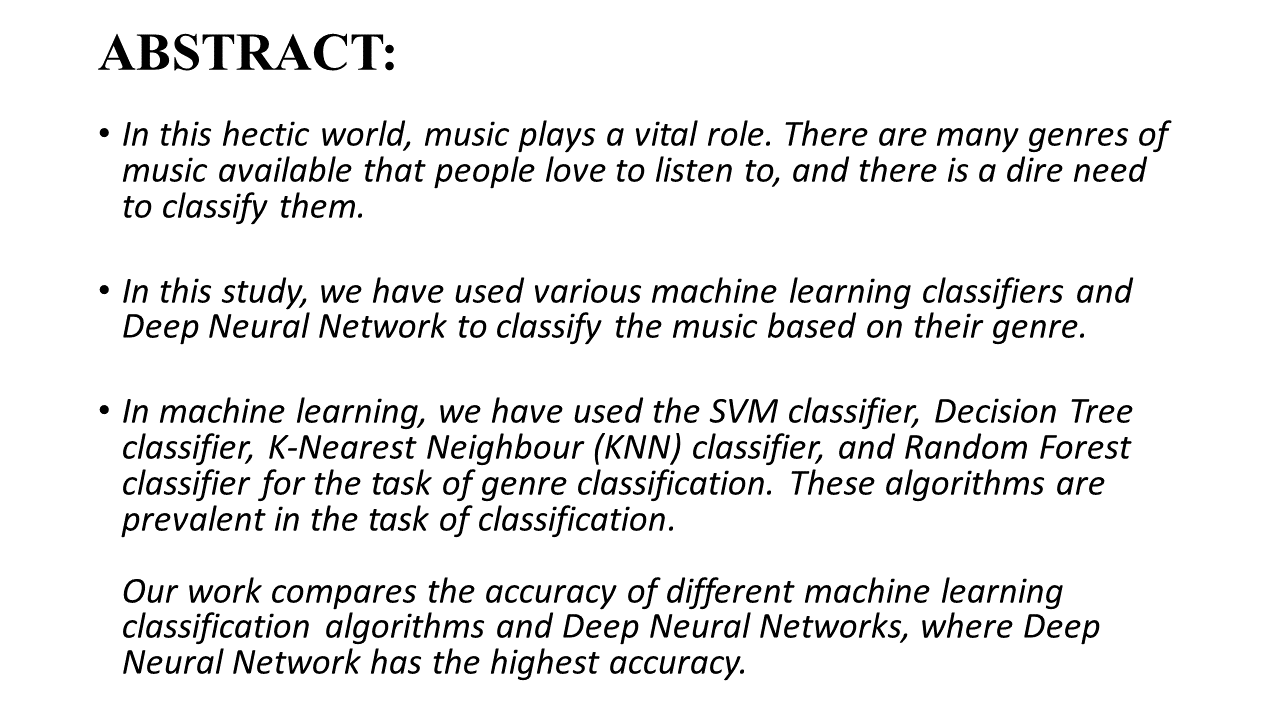 ABSTRACT:
• In this hectic world, music plays a vital role. There are many genres of
music available that people love to listen to, and there is a dire need
to classify them.
• In this study, we have used various machine learning classifiers and
Deep Neural Network to classify the music based on their genre.
• In machine learning, we have used the SVM classifier, Decision Tree
classifier, K-Nearest Neighbour (KNN) classifier, and Random Forest
classifier for the task of genre classification. These algorithms are
prevalent in the task of classification.
Our work compares the accuracy of different machine learning
classification algorithms and Deep Neural Networks, where Deep
Neural Network has the highest accuracy.